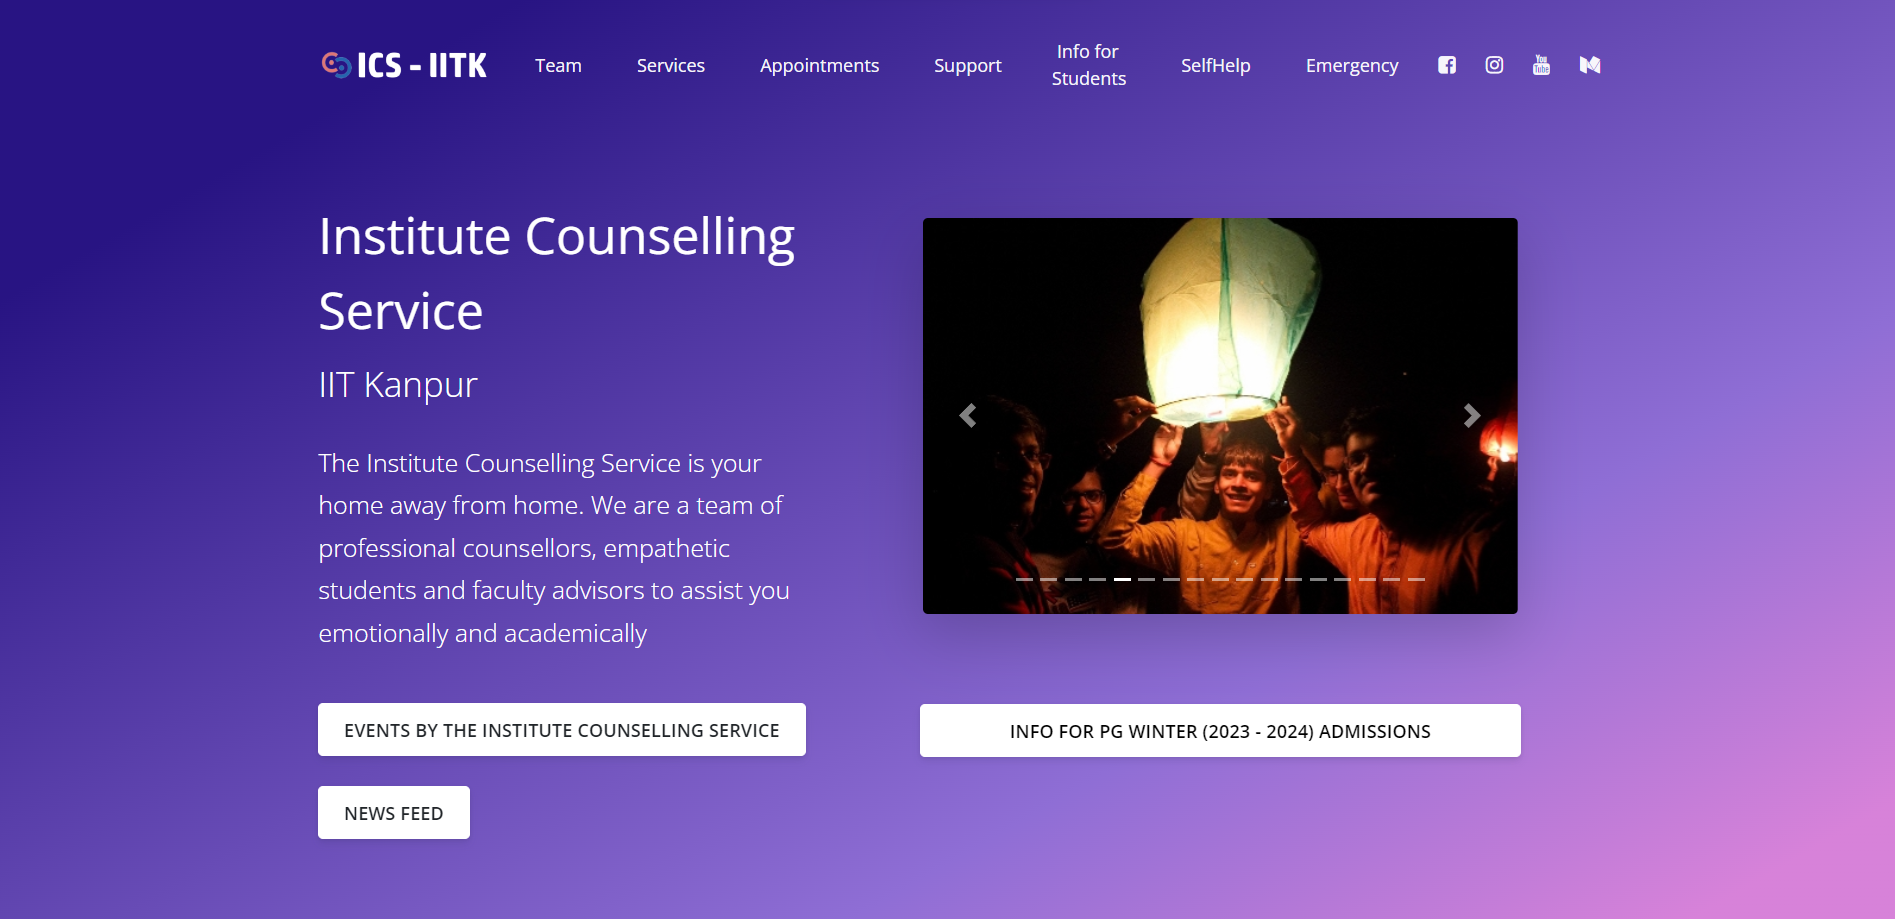 ICS - IITK
Team
Services
Appointments
Support
Info for
Students
SelfHelp
Emergency
You
Tube
Institute Counselling
Service
IIT Kanpur
The Institute Counselling Service is your
home away from home. We are a team of
professional counsellors, empathetic
students and faculty advisors to assist you
emotionally and academically
EVENTS BY THE INSTITUTE COUNSELLING SERVICE
INFO FOR PG WINTER (2023 - 2024) ADMISSIONS
NEWS FEED